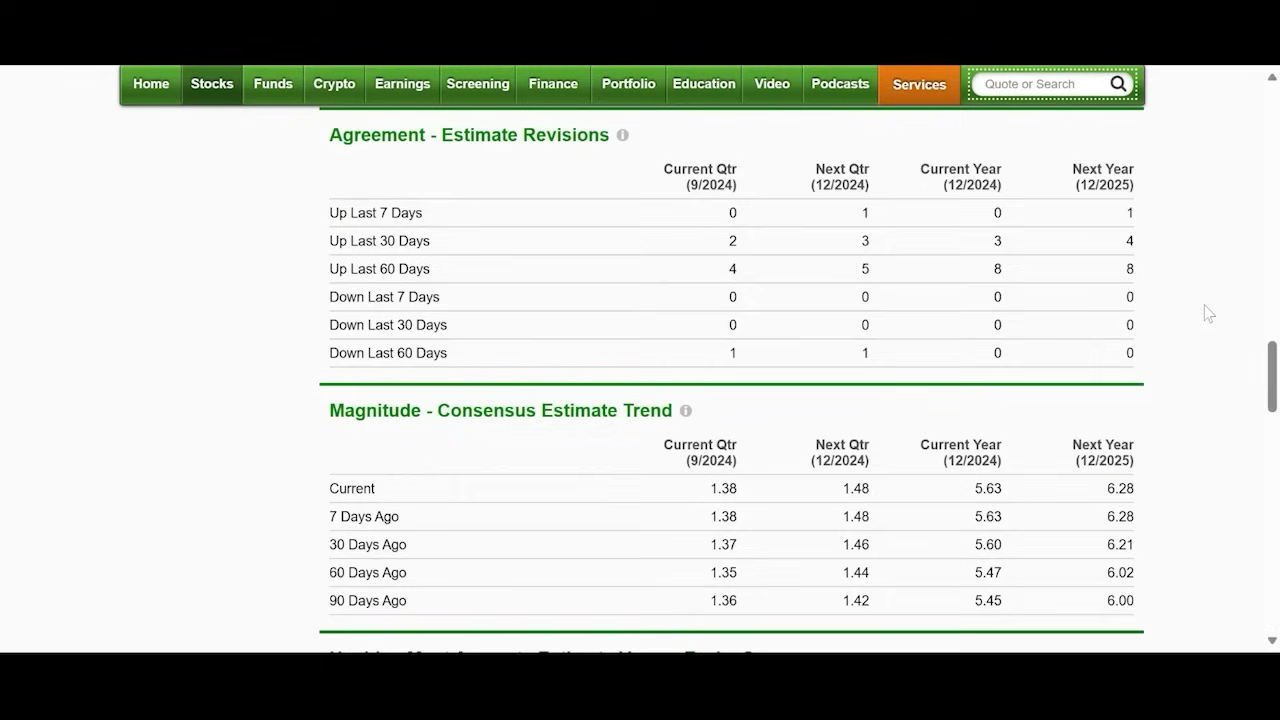 Home Stocks Funds Crypto Earnings Screening Finance Portfolio Education Video Podcasts Services Quote or Search
Agreement - Estimate Revisions
Current Qtr Next Qtr Current Year Next Year
(9/2024) (12/2024) (12/2024) (12/2025)
Up Last 7 Days 0 1 0 1
Up Last 30 Days 2 3 3 4
Up Last 60 Days 4 5 8 8
Down Last 7 Days 0 0 0 0
Down Last 30 Days 0 0 0 0
Down Last 60 Days 1 1 0 0
Magnitude - Consensus Estimate Trend
Current Qtr Next Qtr Current Year Next Year
(9/2024) (12/2024) (12/2024) (12/2025)
Current 1.38 1.48 5.63 6.28
7 Days Ago 1.38 1.48 5.63 6.28
30 Days Ago 1.37 1.46 5.60 6.21
60 Days Ago 1.35 1.44 5.47 6.02
90 Days Ago 1.36 1.42 5.45 6.00